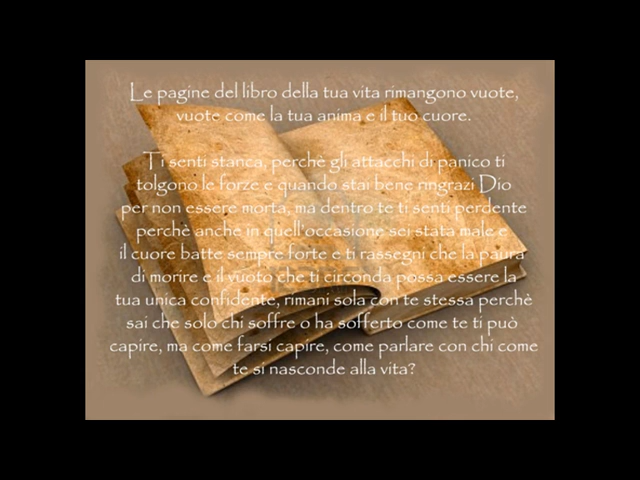 Le pagine del libro della tua vita rimangono vuote,
vuote come la tua anima e il tuo cuore.
Ti senti stanca, perchè gli attacchi di panico ti
tolgono le forze e quando stai bene ringrazi Dio
per non essere morta, ma dentro te ti senti perdente
perchè anche in quell'occasione sei stata male e
il cuore batte sempre forte e ti rassegni che la paura
di morire e il vuoto che ti circonda possa essere la
tua unica confidente, rimani sola con te stessa perchè
sai che solo chi soffre o ha sofferto come te ti può
capire, ma come farsi capire, come parlare con chi come
te si nasconde alla vita?